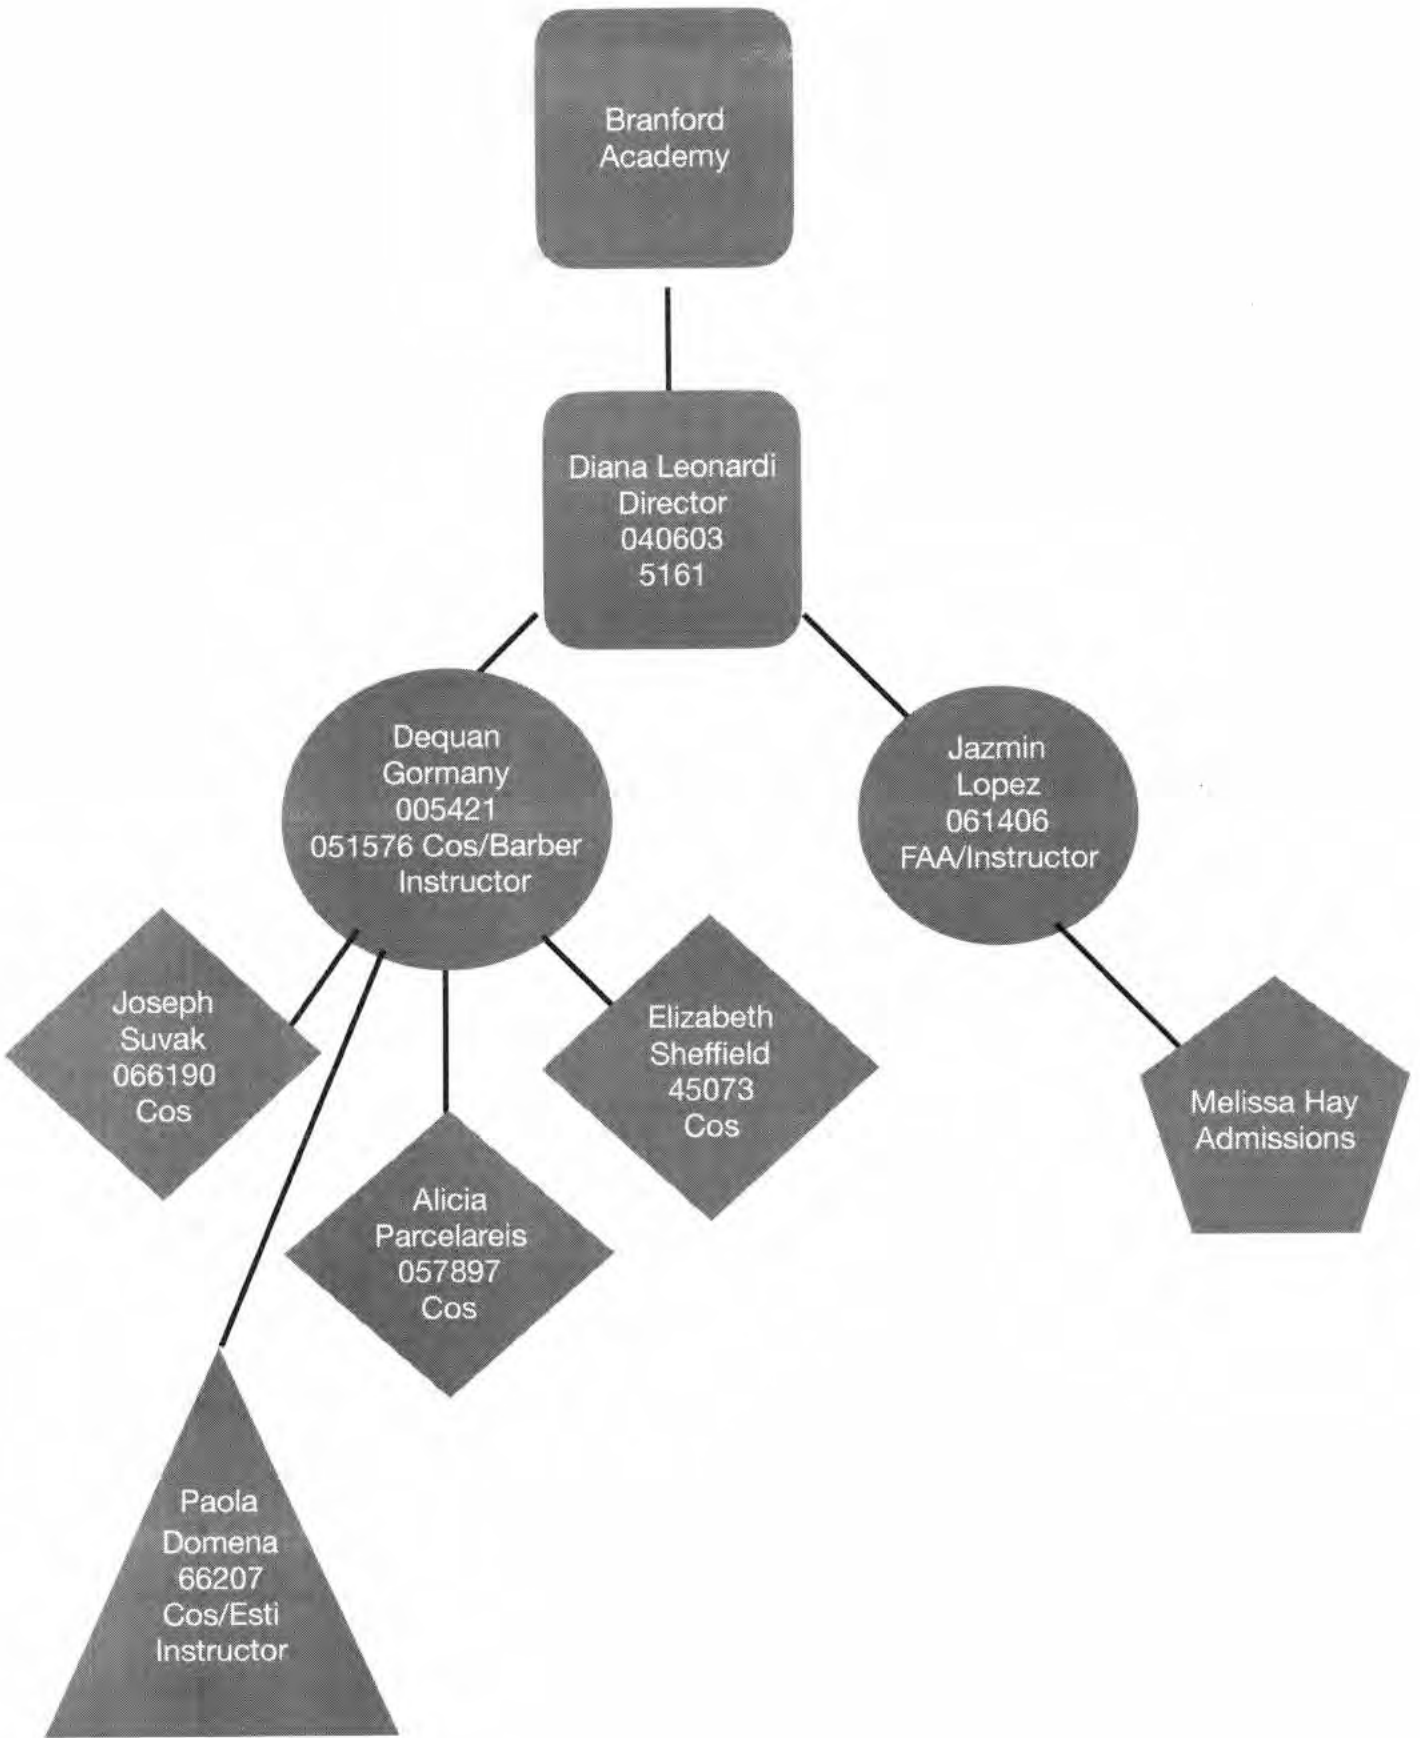 Branford
Academy
Diana Leonardi
Director
040603
5161
Dequan
Gormany
005421
051576 Cos/Barber
Instructor
Jazmin
Lopez
061406
FAA/Instructor
Joseph
Suvak
066190
Cos
Elizabeth
Sheffield
45073
Cos
Melissa Hay
Admissions
Alicia
Parcelareis
057897
Cos
Paola
Domena
66207
Cos/Esti
Instructor